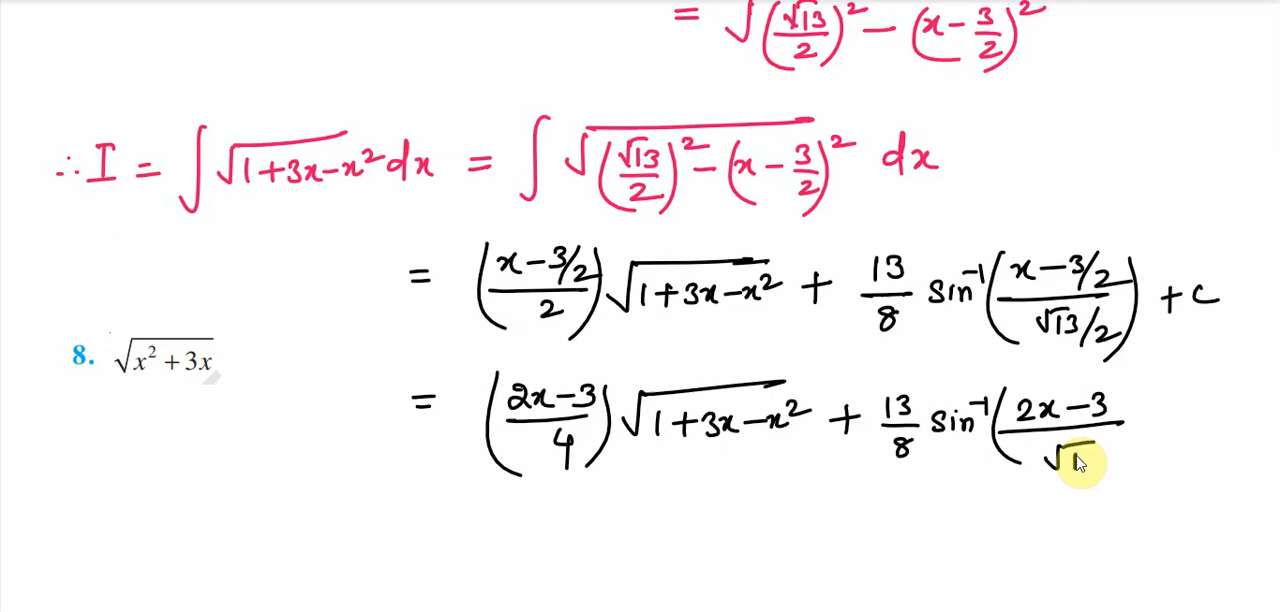 = √((√13/2)² − (x − 3/2)²
∴ I = ∫ √1+3x−x² dx = ∫ √((√13/2)² − (x − 3/2)² dx
= ((x − 3/2)/2) √1+3x−x² + 13/8 sin⁻¹((x − 3/2)/(√13/2)) + c
8. √x² + 3x
= ((2x − 3)/4) √1+3x−x² + 13/8 sin⁻¹((2x − 3)/√1